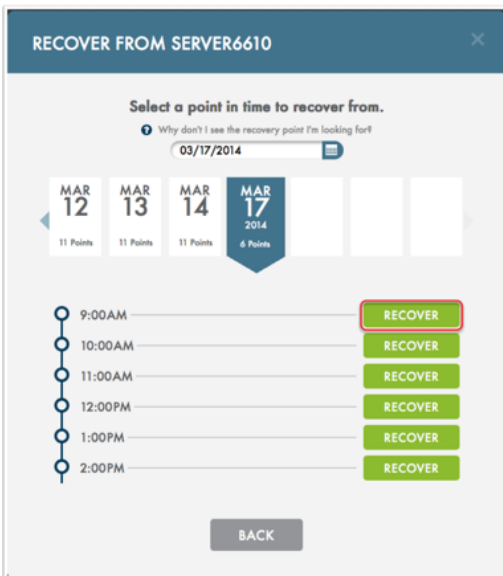 RECOVER FROM SERVER6610
Select a point in time to recover from.
Why don't I see the recovery point I'm looking for?
03/17/2014
MAR MAR MAR MAR
12 13 14 17
2014
11 Points 11 Points 11 Points 6 Points
9:00AM RECOVER
10:00AM RECOVER
11:00AM RECOVER
12:00PM RECOVER
1:00PM RECOVER
2:00PM RECOVER
BACK